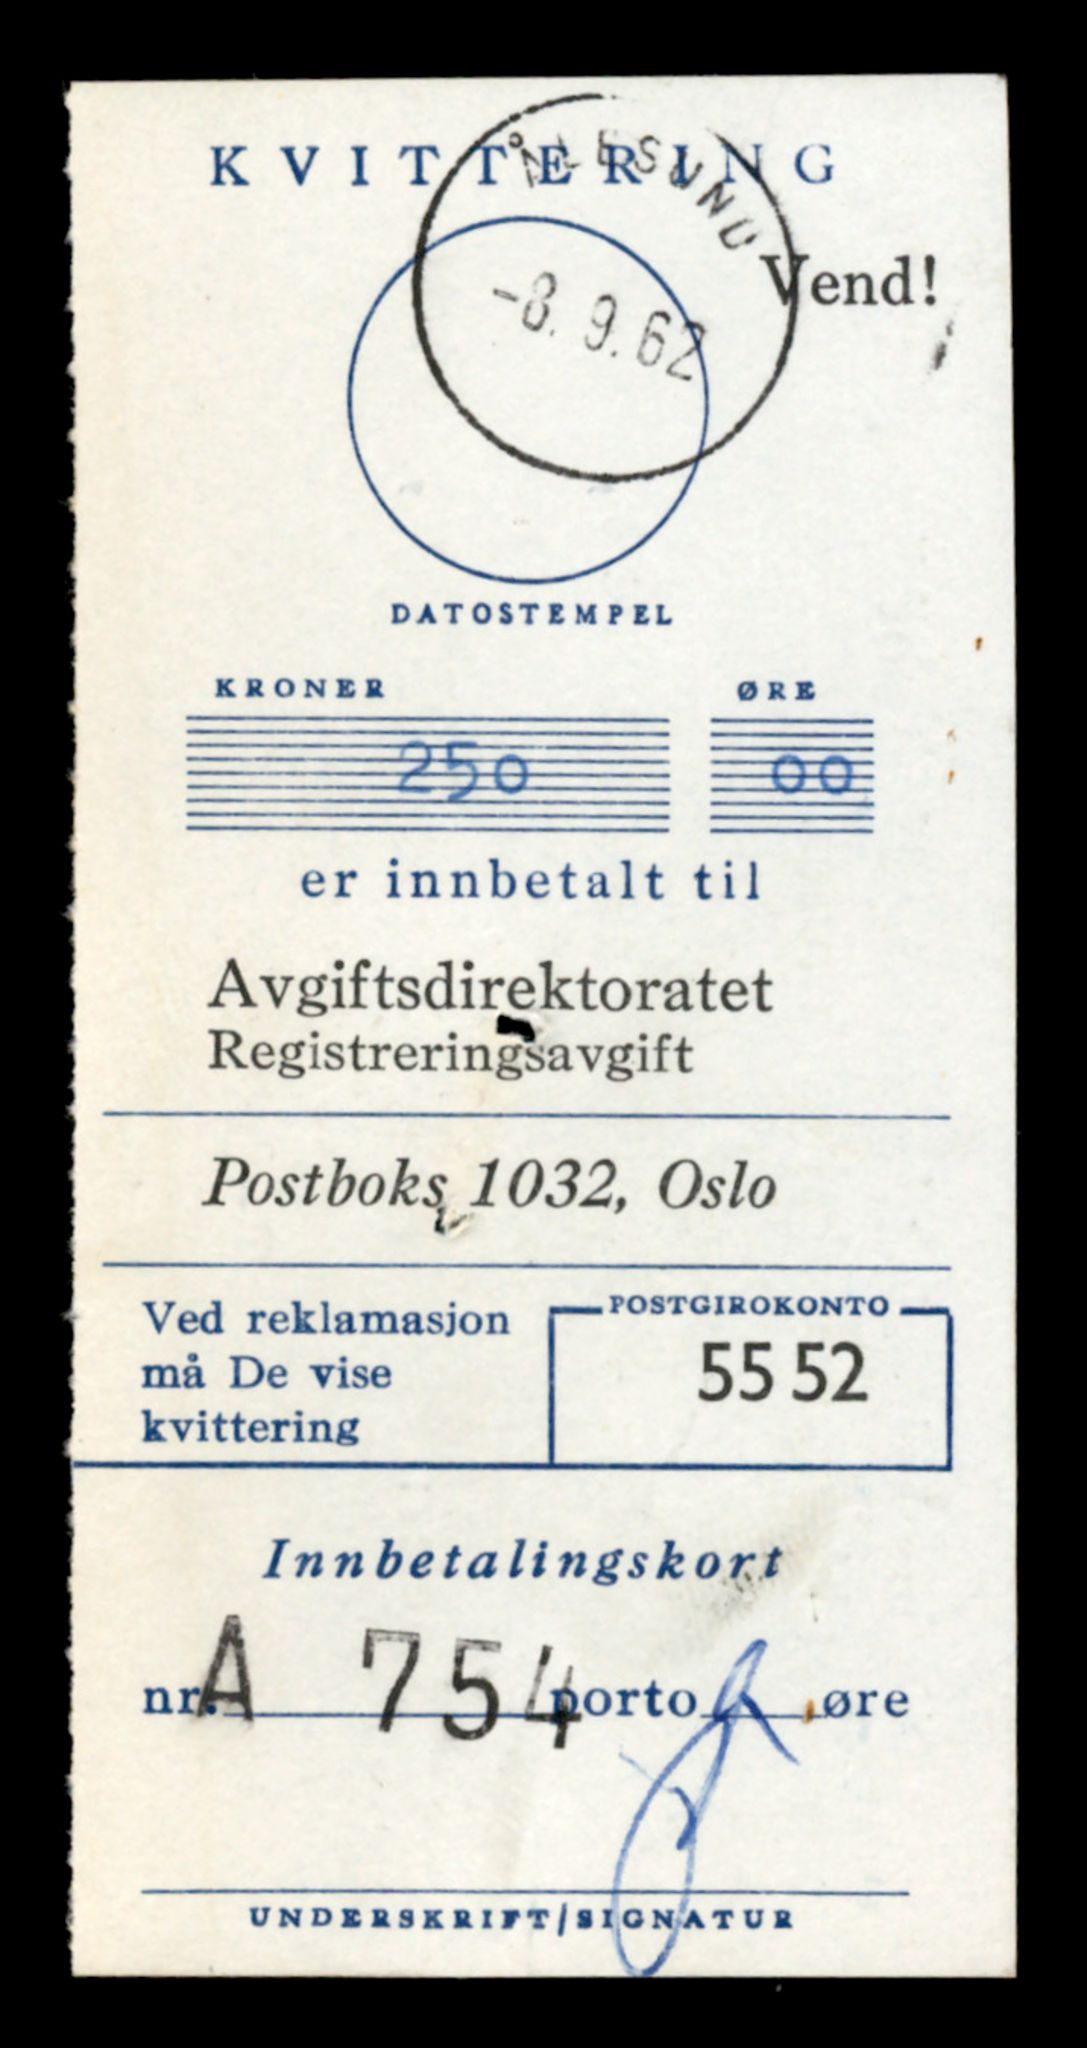 KVITTERING
ÅLESUND
Vend!
-8. 9. 62
DATOSTEMPEL
KRONER ØRE
250 00
er innbetalt til
Avgiftsdirektoratet
Registreringsavgift
Postboks 1032, Oslo
Ved reklamasjon
må De vise
kvittering
POSTGIROKONTO
55 52
Innbetalingskort
nr. A 754 porto øre
UNDERSKRIFT/SIGNATUR